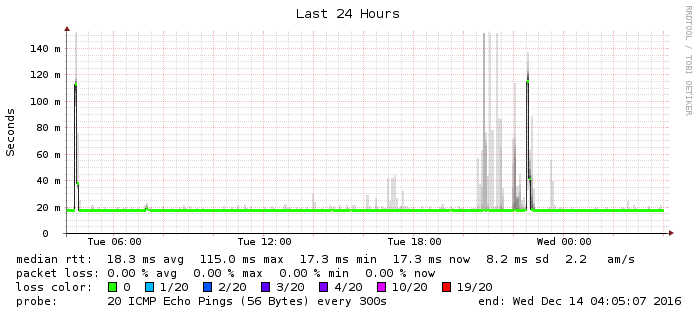 Last 24 Hours
RRDTOOL / TOBI OETIKER
Seconds
140 m
120 m
100 m
80 m
60 m
40 m
20 m
0
Tue 06:00 Tue 12:00 Tue 18:00 Wed 00:00
median rtt: 18.3 ms avg 115.0 ms max 17.3 ms min 17.3 ms now 8.2 ms sd 2.2 am/s
packet loss: 0.00 % avg 0.00 % max 0.00 % min 0.00 % now
loss color: 0 1/20 2/20 3/20 4/20 10/20 19/20
probe: 20 ICMP Echo Pings (56 Bytes) every 300s end: Wed Dec 14 04:05:07 2016